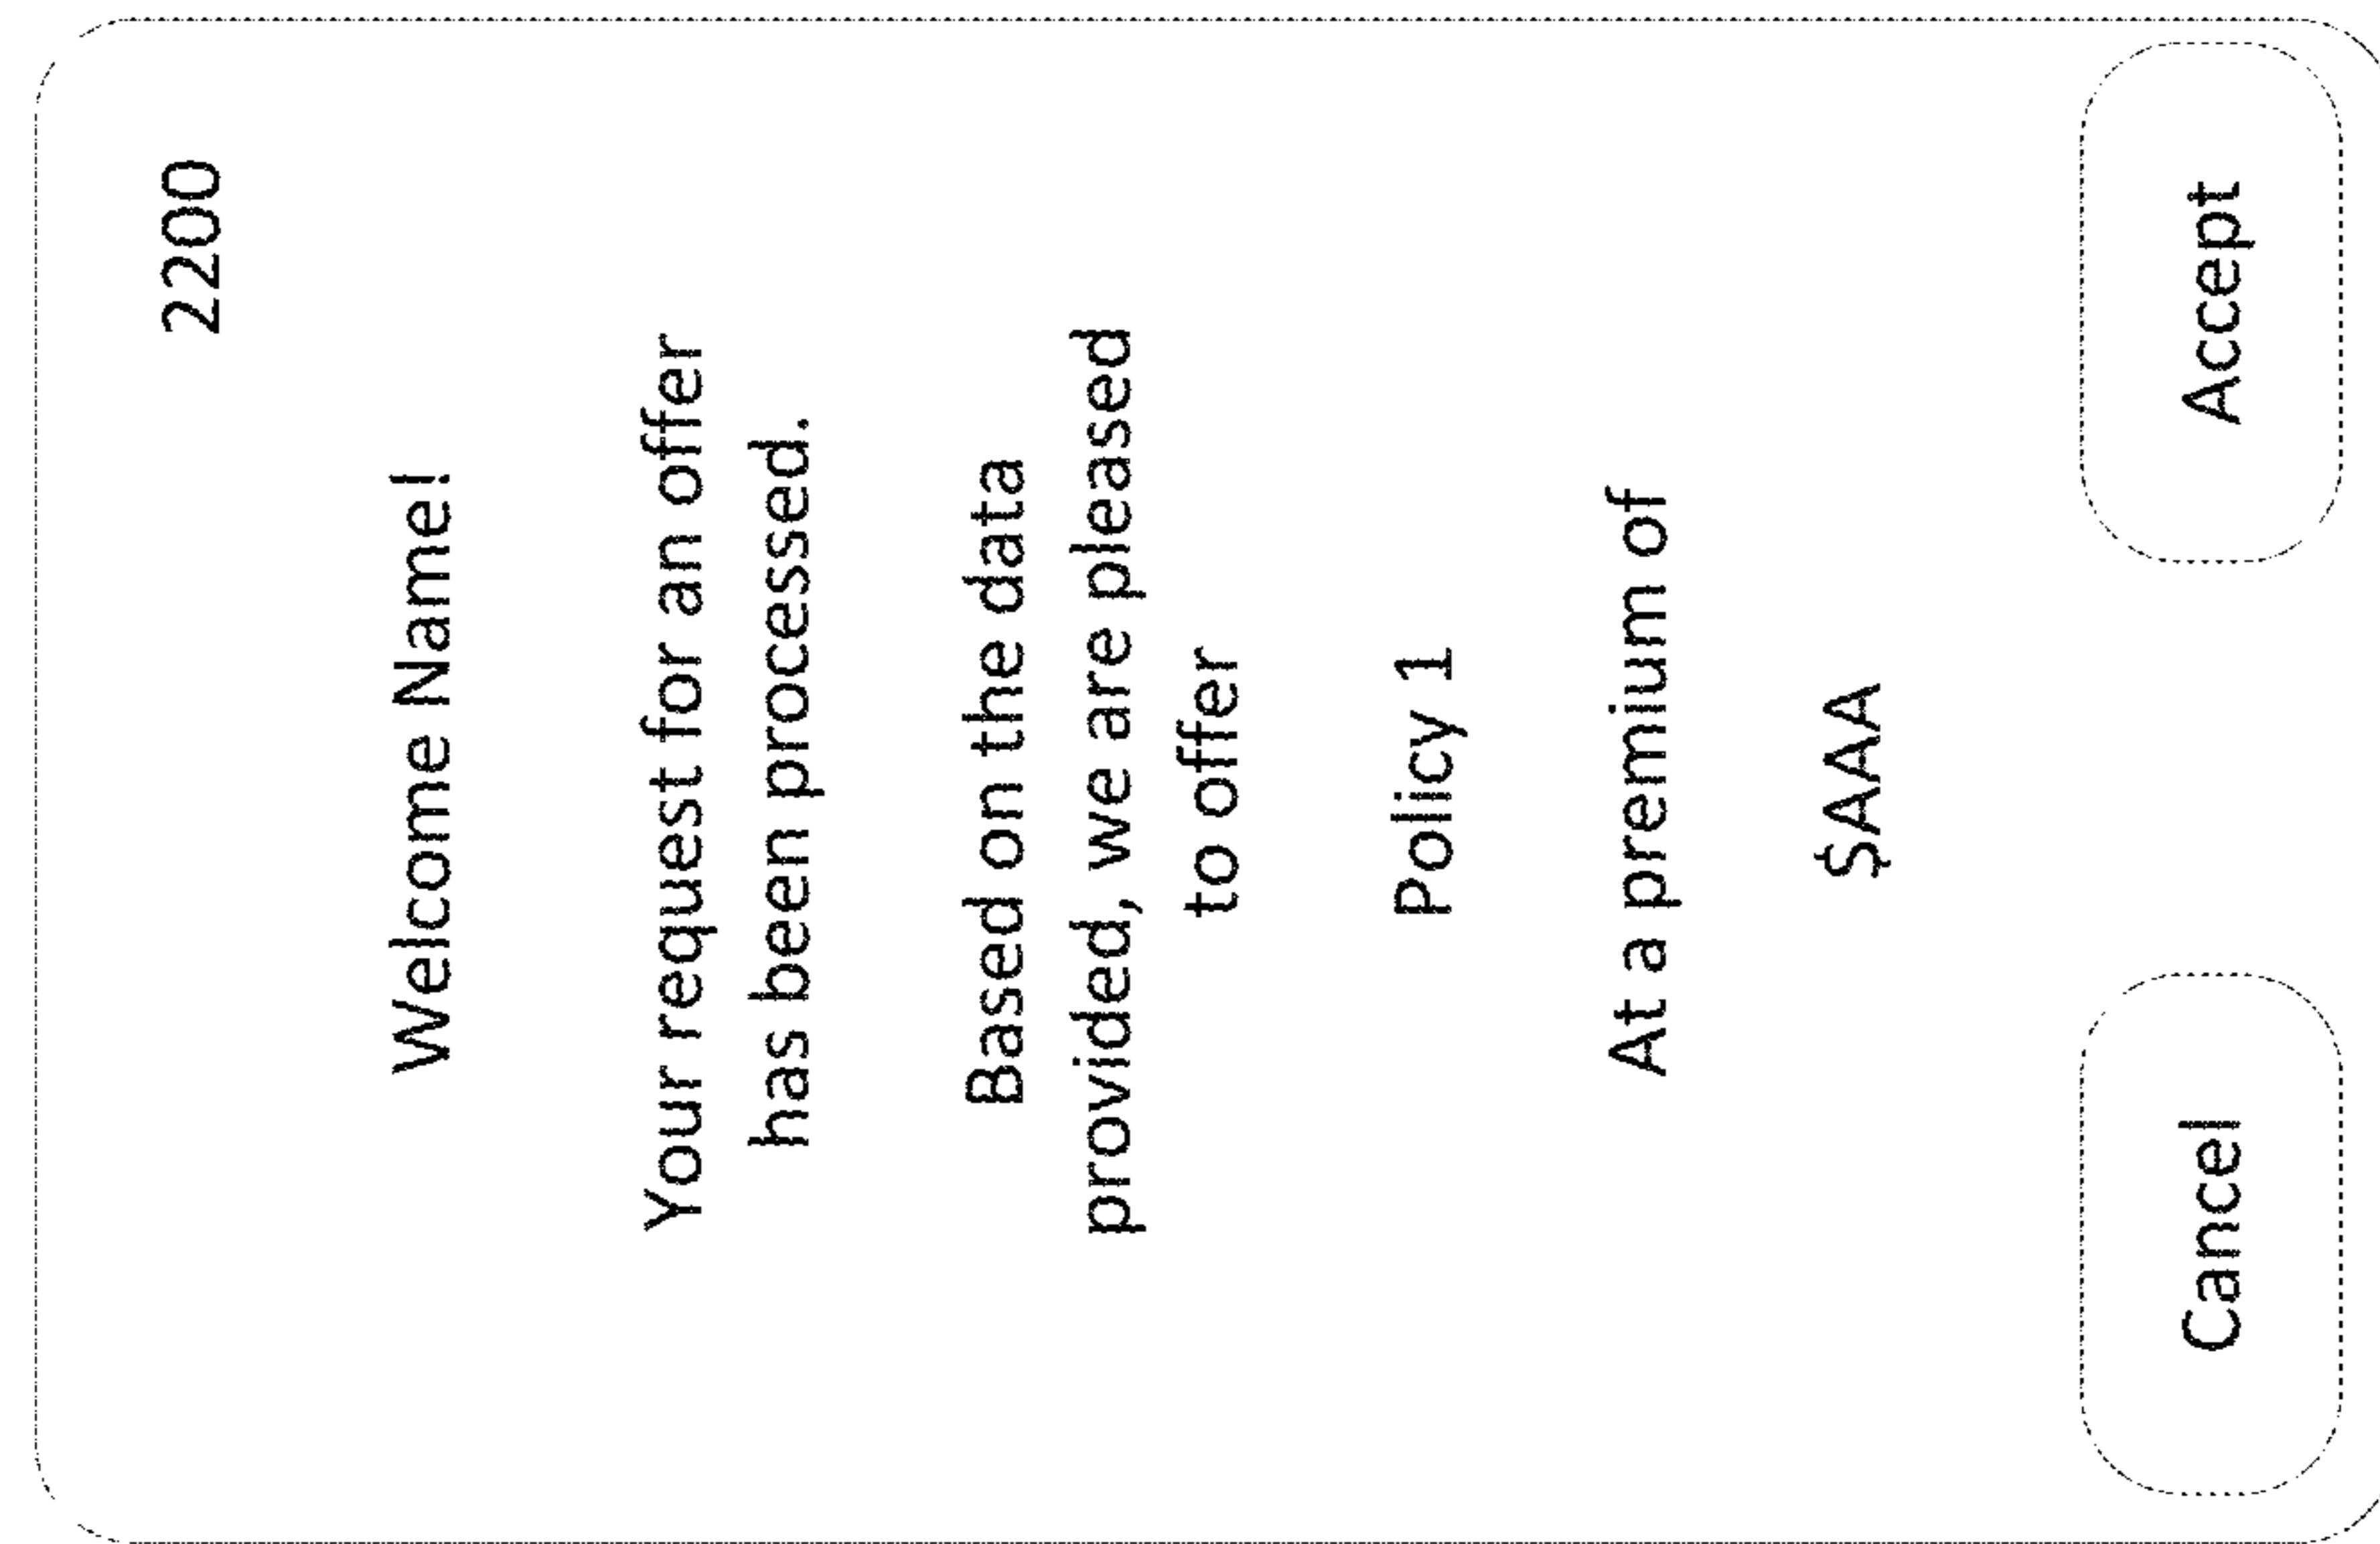 2200
Welcome Name!
Your request for an offer
has been processed.
Based on the data
provided, we are pleased
to offer
Policy 1
At a premium of
$AAA
Cancel
Accept